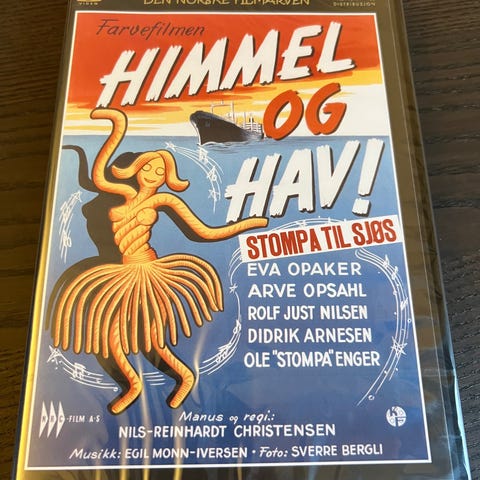 DEN NORSKE FILMARVEN
VIDEO
DISTRIBUSJON
Farvefilmen
HIMMEL
OG
HAV!
STOMPA TIL SJØS
EVA OPAKER
ARVE OPSAHL
ROLF JUST NILSEN
DIDRIK ARNESEN
OLE "STOMPA" ENGER
-FILM A·S
Manus og regi:
NILS-REINHARDT CHRISTENSEN
Musikk: EGIL MONN-IVERSEN · Foto: SVERRE BERGLI